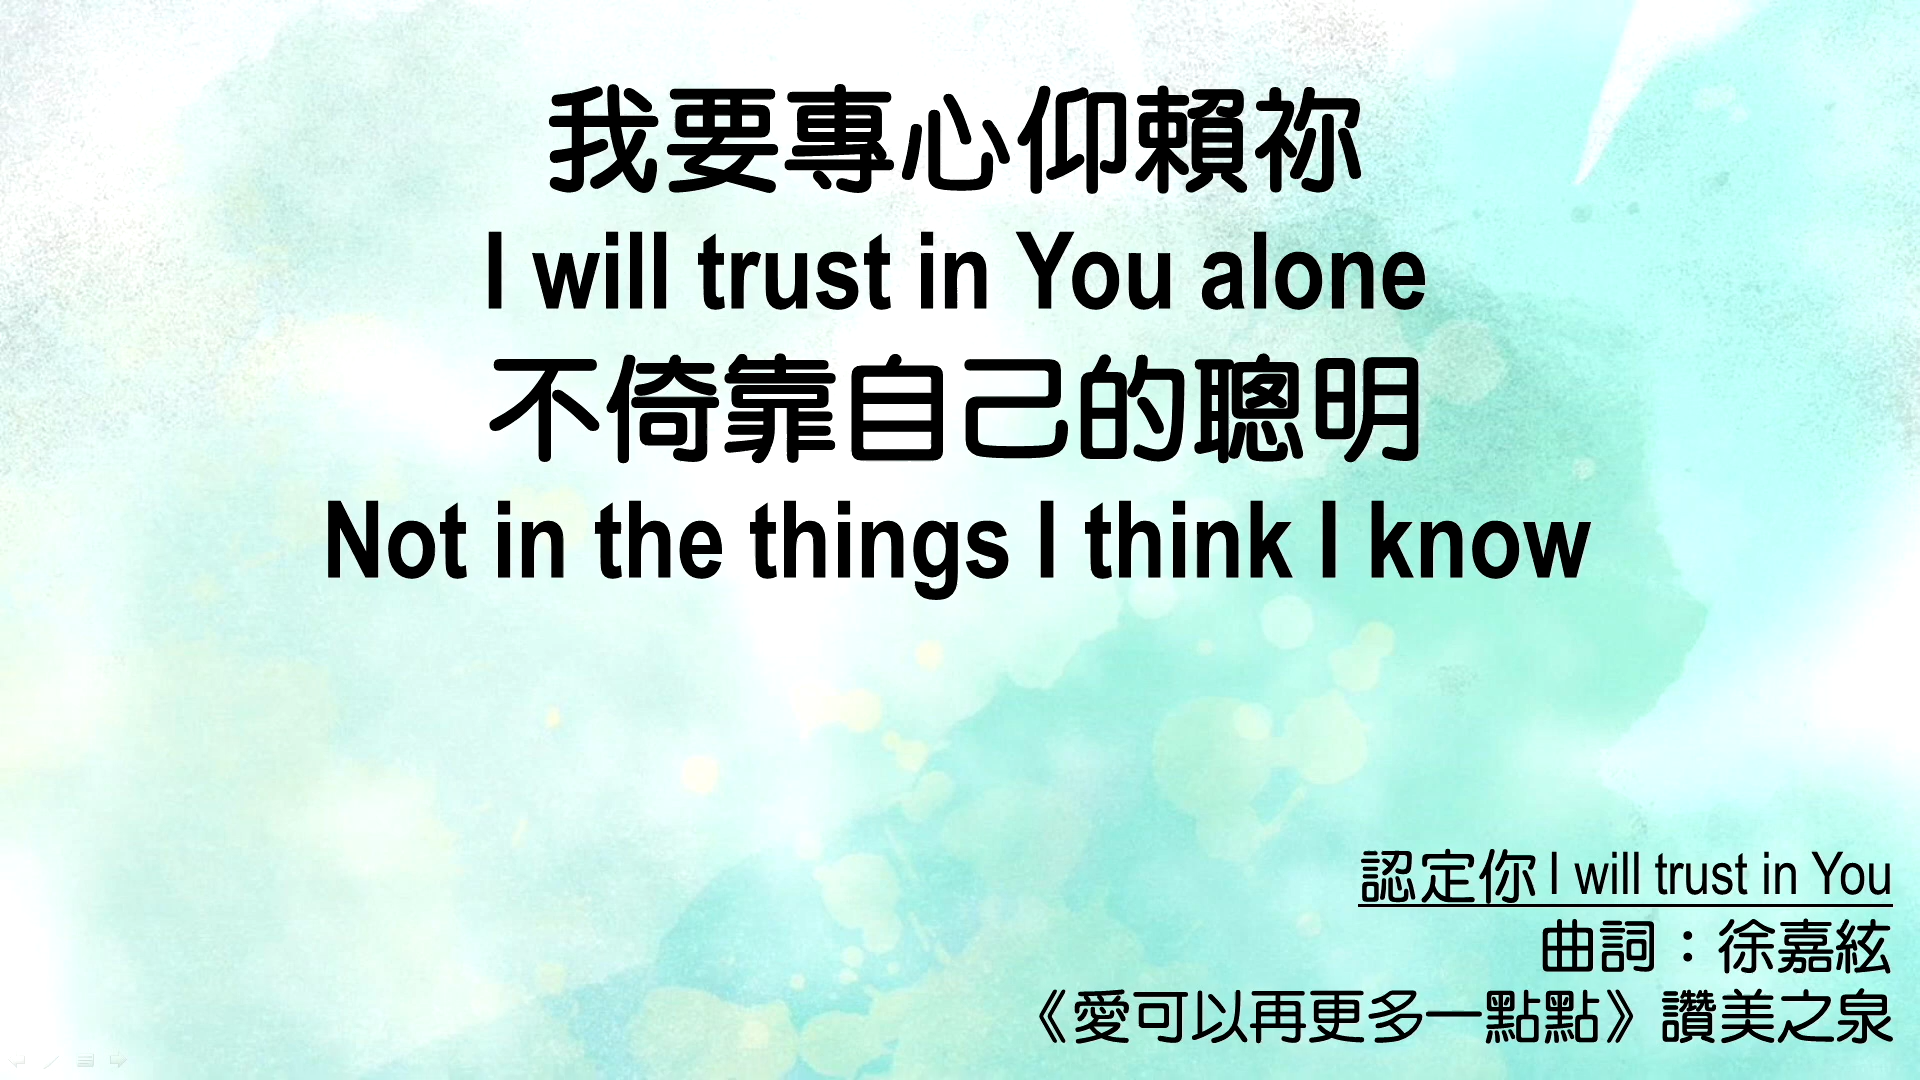 我要專心仰賴祢
I will trust in You alone
不倚靠自己的聰明
Not in the things I think I know
認定你 I will trust in You
曲詞：徐嘉絃
《愛可以再更多一點點》讚美之泉